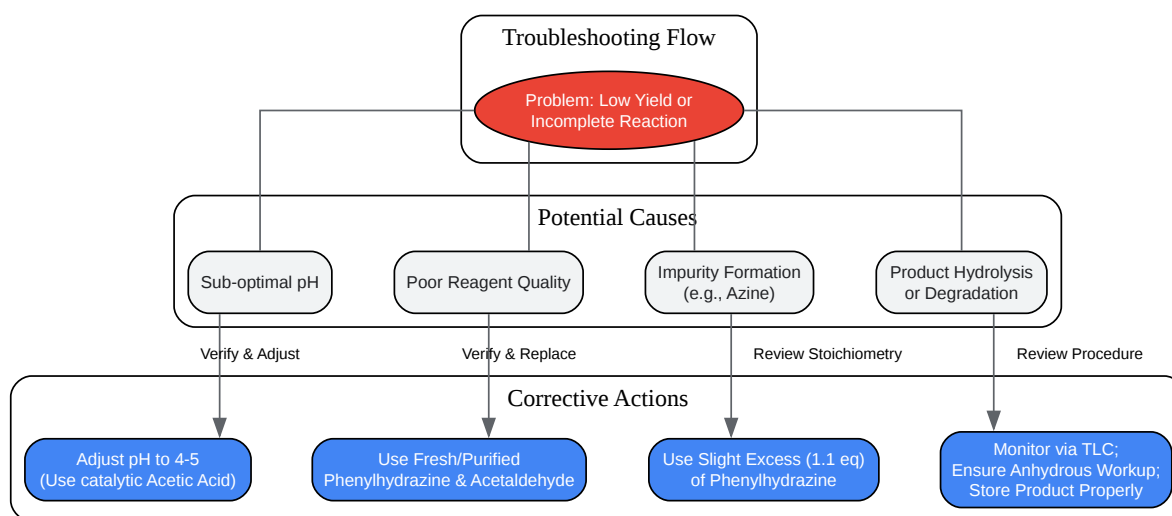 Troubleshooting Flow
Problem: Low Yield or
Incomplete Reaction
Potential Causes
Sub-optimal pH
Poor Reagent Quality
Impurity Formation
(e.g., Azine)
Product Hydrolysis
or Degradation
Verify & Adjust
Verify & Replace
Review Stoichiometry
Review Procedure
Corrective Actions
Adjust pH to 4-5
(Use catalytic Acetic Acid)
Use Fresh/Purified
Phenylhydrazine & Acetaldehyde
Use Slight Excess (1.1 eq)
of Phenylhydrazine
Monitor via TLC;
Ensure Anhydrous Workup;
Store Product Properly